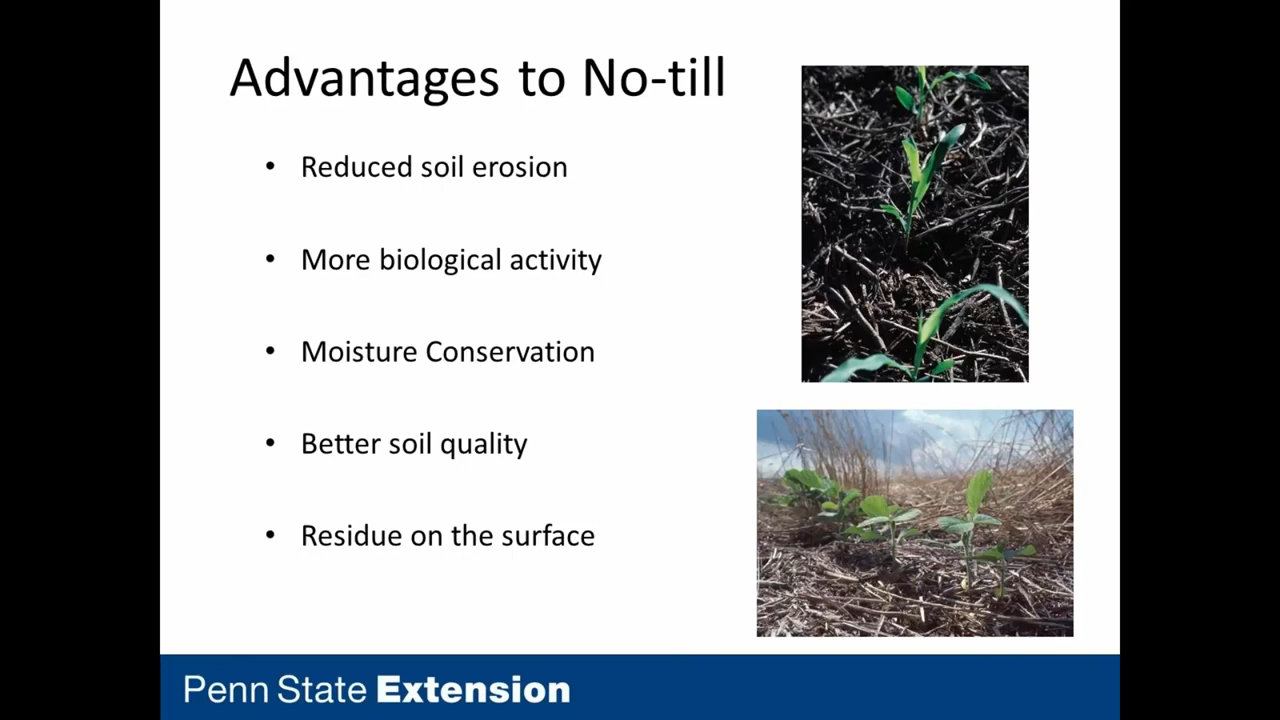 Advantages to No-till
• Reduced soil erosion
• More biological activity
• Moisture Conservation
• Better soil quality
• Residue on the surface
Penn State Extension